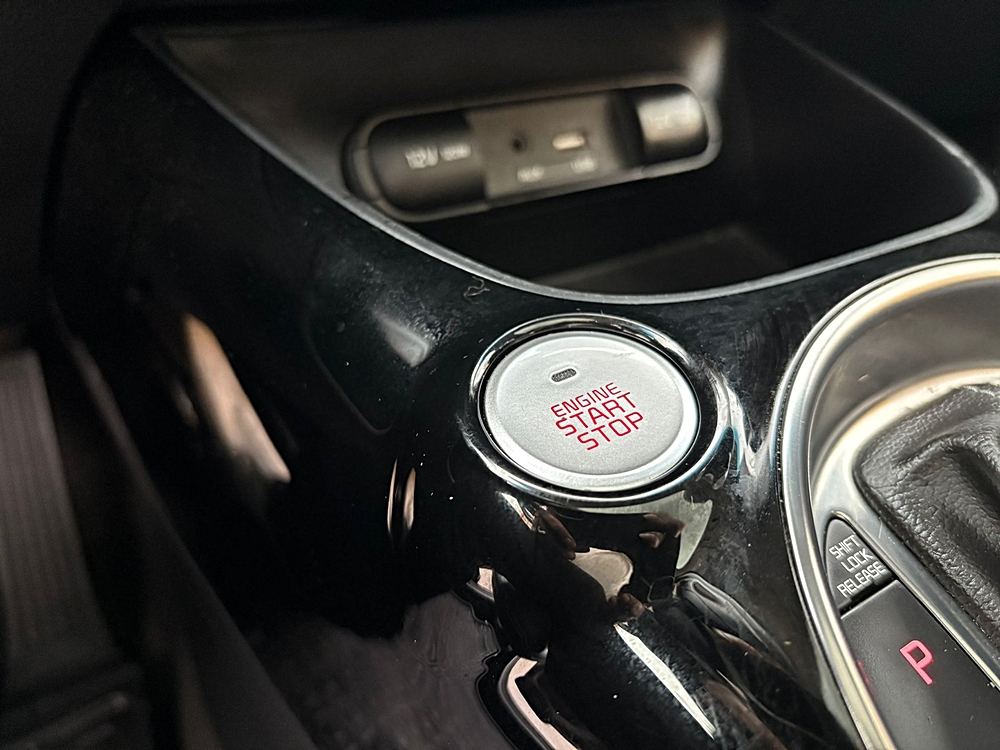 12V
ENGINE
START
STOP
SHIFT
LOCK
RELEASE
P